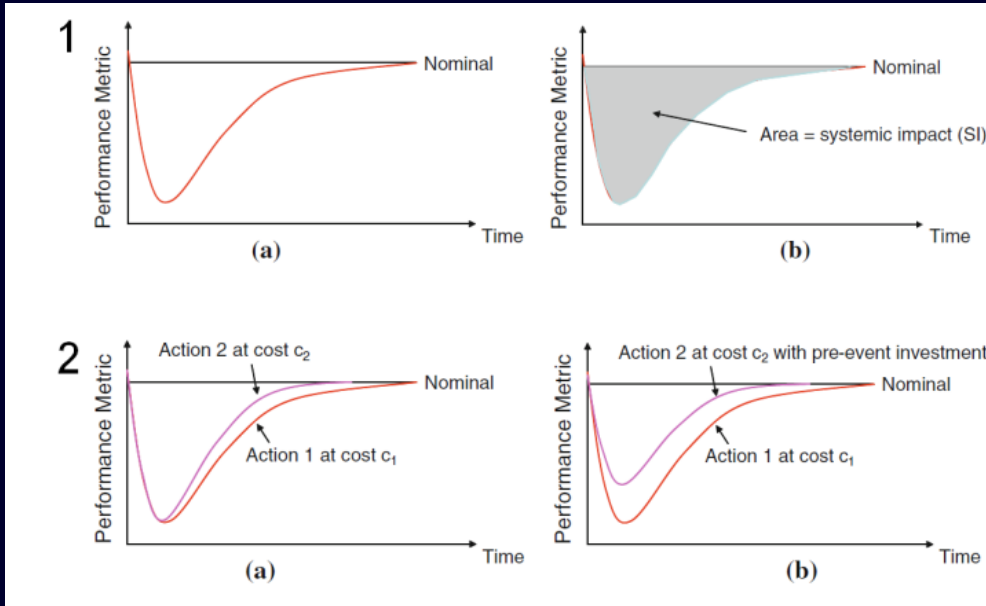 1
Performance Metric
Nominal
Time
(a)
Performance Metric
Nominal
Area = systemic impact (SI)
Time
(b)
2
Action 2 at cost c₂
Performance Metric
Nominal
Action 1 at cost c₁
Time
(a)
Action 2 at cost c₂ with pre-event investment
Performance Metric
Nominal
Action 1 at cost c₁
Time
(b)